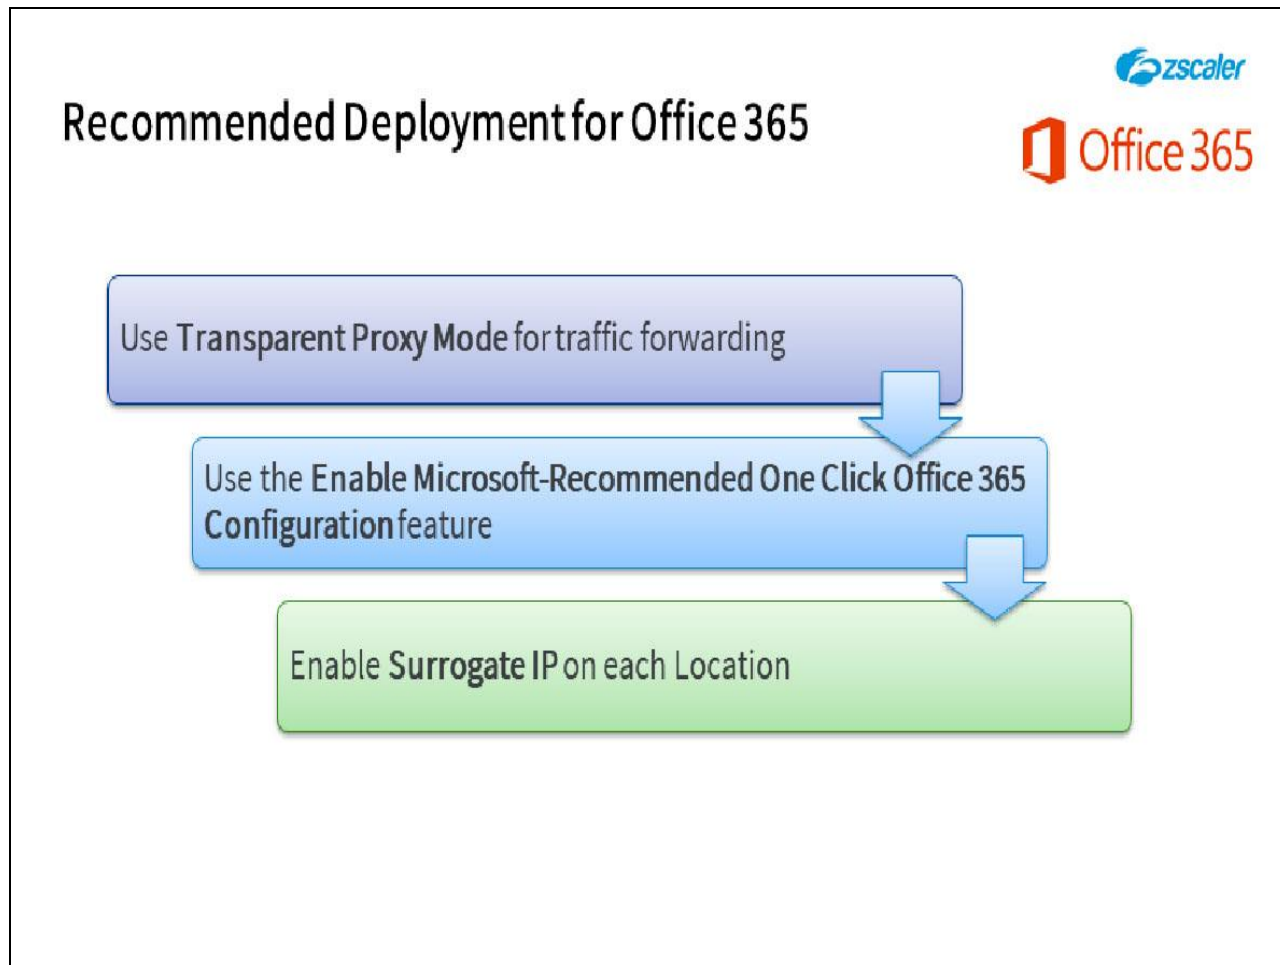 zscaler
Recommended Deployment for Office 365
Office 365
Use Transparent Proxy Mode for traffic forwarding
Use the Enable Microsoft-Recommended One Click Office 365
Configuration feature
Enable Surrogate IP on each Location